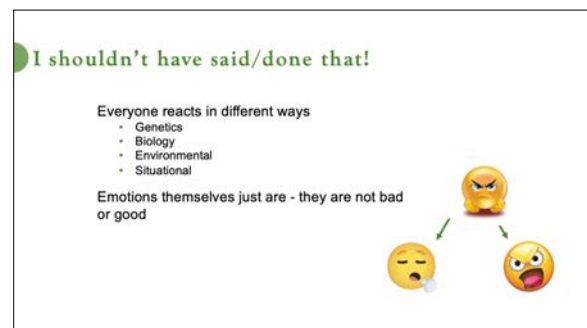 I shouldn't have said/done that!
Everyone reacts in different ways
• Genetics
• Biology
• Environmental
• Situational
Emotions themselves just are - they are not bad
or good